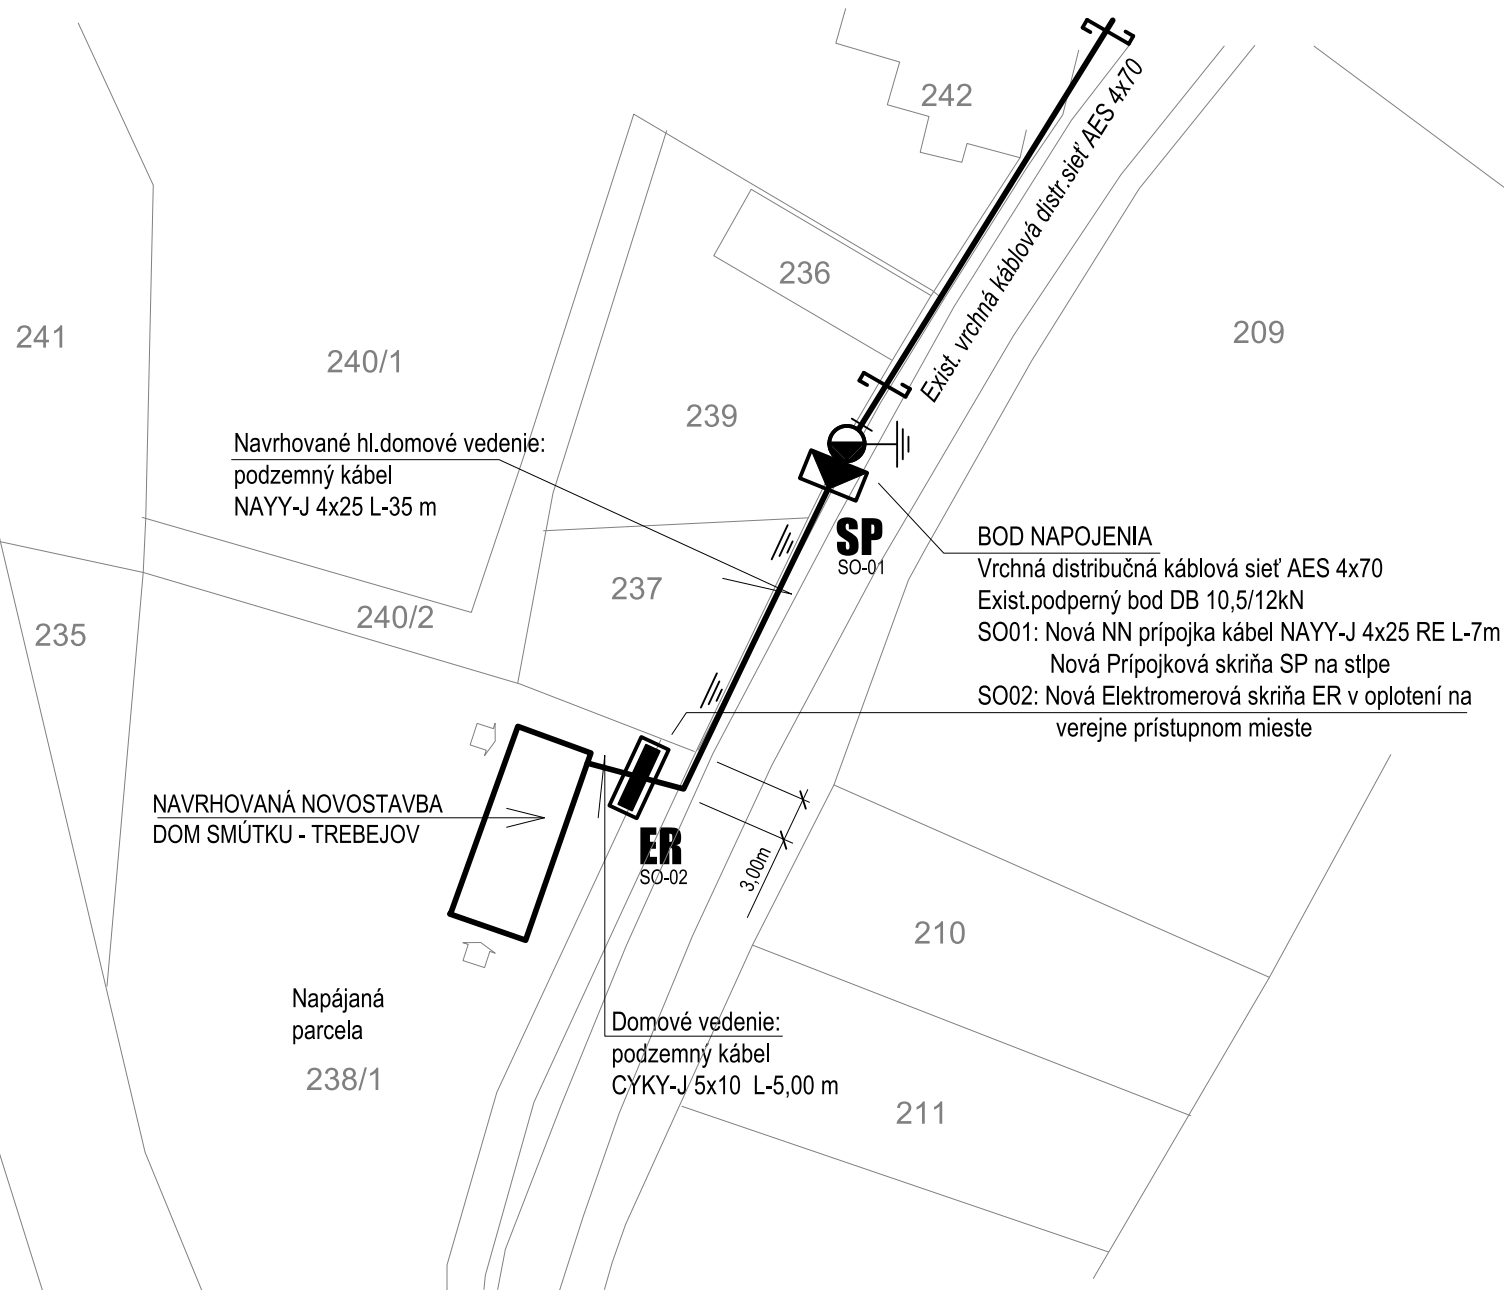 242
Exist. vrchná káblová distr.sieť AES 4x70
236
209
241
240/1
239
Navrhované hl.domové vedenie:
podzemný kábel
NAYY-J 4x25 L-35 m
SP
SO-01
BOD NAPOJENIA
Vrchná distribučná káblová sieť AES 4x70
Exist.podperný bod DB 10,5/12kN
SO01: Nová NN prípojka kábel NAYY-J 4x25 RE L-7m
Nová Prípojková skriňa SP na stĺpe
SO02: Nová Elektromerová skriňa ER v oplotení na
verejne prístupnom mieste
237
240/2
235
NAVRHOVANÁ NOVOSTAVBA
DOM SMÚTKU - TREBEJOV
ER
SO-02
3,00m
210
Napájaná
parcela
238/1
Domové vedenie:
podzemný kábel
CYKY-J 5x10 L-5,00 m
211